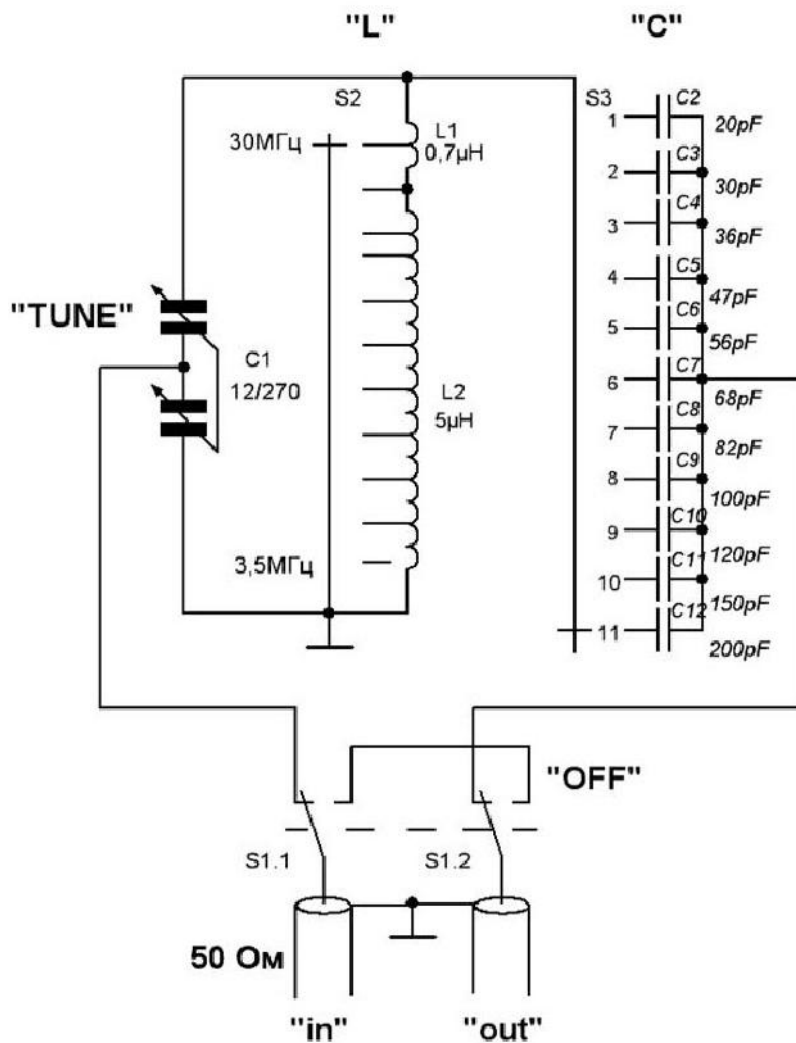 "L" "C"
S2
S3
C2
1
20pF
30МГц
L1
0,7µH
C3
2
30pF
C4
3
36pF
C5
4
47pF
"TUNE"
C6
5
56pF
C1
12/270
C7
6
68pF
L2
5µH
C8
7
82pF
C9
8
100pF
C10
9
120pF
3,5МГц
C11
10
150pF
C12
11
200pF
"OFF"
S1.1
S1.2
50 Ом
"in" "out"